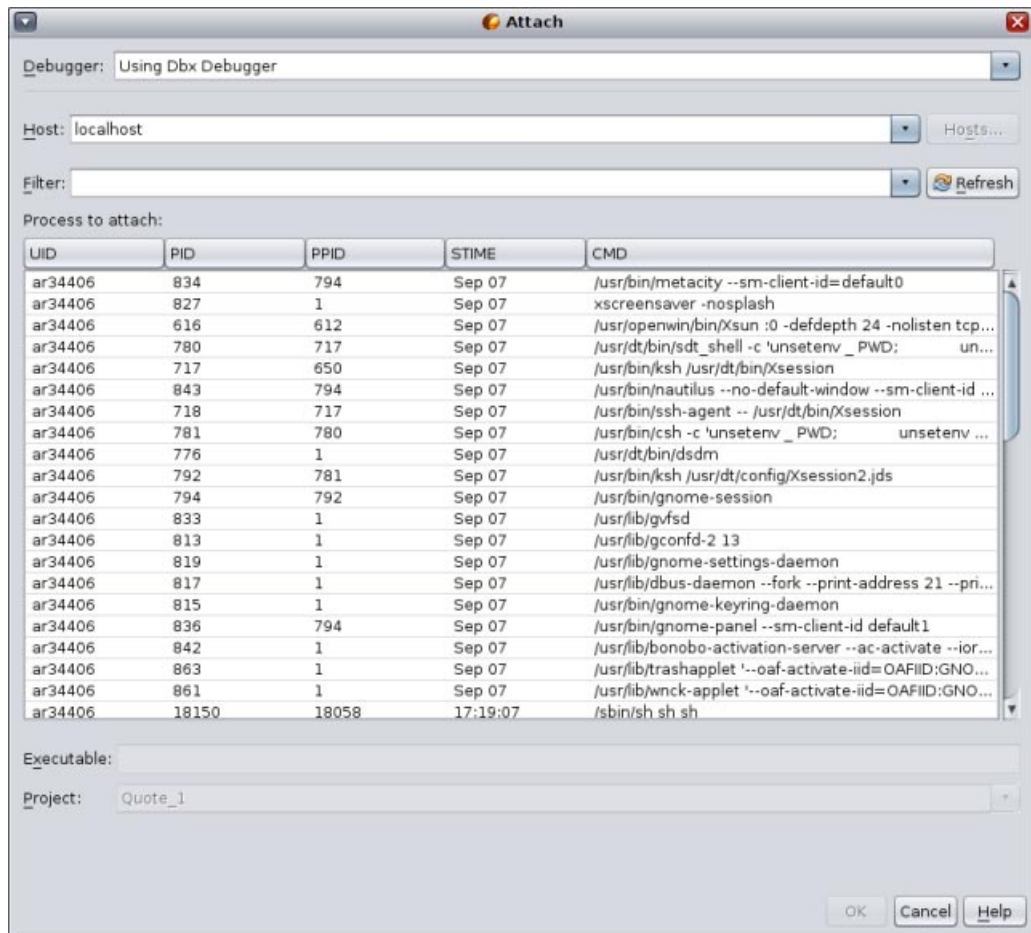 Attach
Debugger: Using Dbx Debugger
Host: localhost Hosts...
Filter: Refresh
Process to attach:
UID PID PPID STIME CMD
ar34406 834 794 Sep 07 /usr/bin/metacity --sm-client-id=default0
ar34406 827 1 Sep 07 xscreensaver -nosplash
ar34406 616 612 Sep 07 /usr/openwin/bin/Xsun :0 -defdepth 24 -nolisten tcp...
ar34406 780 717 Sep 07 /usr/dt/bin/sdt_shell -c 'unsetenv _ PWD; un...
ar34406 717 650 Sep 07 /usr/bin/ksh /usr/dt/bin/Xsession
ar34406 843 794 Sep 07 /usr/bin/nautilus --no-default-window --sm-client-id ...
ar34406 718 717 Sep 07 /usr/bin/ssh-agent -- /usr/dt/bin/Xsession
ar34406 781 780 Sep 07 /usr/bin/csh -c 'unsetenv _ PWD; unsetenv ...
ar34406 776 1 Sep 07 /usr/dt/bin/dsdm
ar34406 792 781 Sep 07 /usr/bin/ksh /usr/dt/config/Xsession2.jds
ar34406 794 792 Sep 07 /usr/bin/gnome-session
ar34406 833 1 Sep 07 /usr/lib/gvfsd
ar34406 813 1 Sep 07 /usr/lib/gconfd-2 13
ar34406 819 1 Sep 07 /usr/lib/gnome-settings-daemon
ar34406 817 1 Sep 07 /usr/lib/dbus-daemon --fork --print-address 21 --pri...
ar34406 815 1 Sep 07 /usr/bin/gnome-keyring-daemon
ar34406 836 794 Sep 07 /usr/bin/gnome-panel --sm-client-id default1
ar34406 842 1 Sep 07 /usr/lib/bonobo-activation-server --ac-activate --ior...
ar34406 863 1 Sep 07 /usr/lib/trashapplet '--oaf-activate-iid=OAFIID:GNO...
ar34406 861 1 Sep 07 /usr/lib/wnck-applet '--oaf-activate-iid=OAFIID:GNO...
ar34406 18150 18058 17:19:07 /sbin/sh sh sh
Executable:
Project: Quote_1
OK Cancel Help